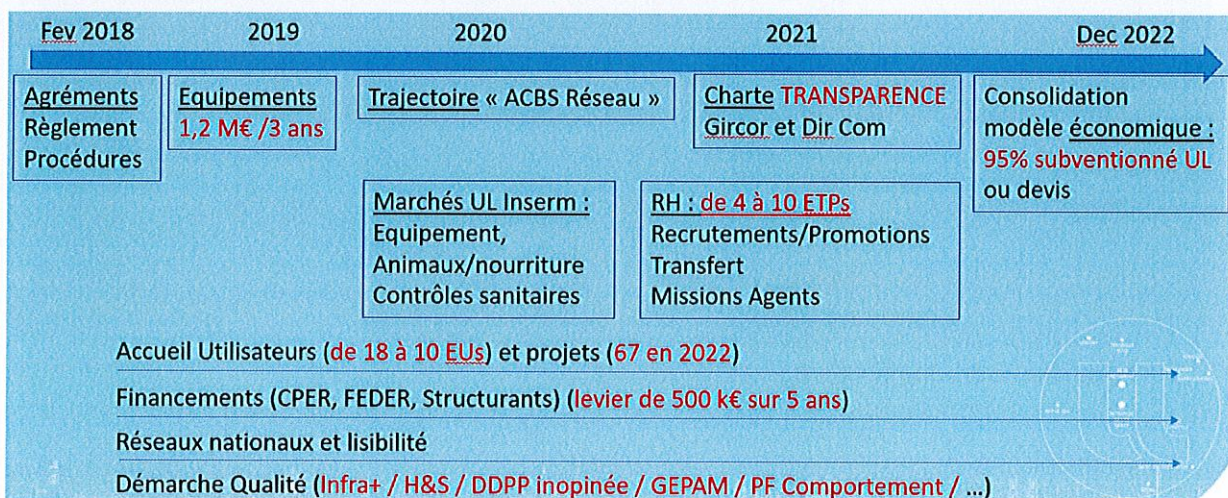 Fev 2018
2019
2020
2021
Dec 2022
Agréments
Règlement
Procédures
Equipements
1,2 M€ /3 ans
Trajectoire « ACBS Réseau »
Charte TRANSPARENCE
Gircor et Dir Com
Consolidation
modèle économique :
95% subventionné UL
ou devis
Marchés UL Inserm :
Equipement,
Animaux/nourriture
Contrôles sanitaires
RH : de 4 à 10 ETPs
Recrutements/Promotions
Transfert
Missions Agents
Accueil Utilisateurs (de 18 à 10 EUs) et projets (67 en 2022)
Financements (CPER, FEDER, Structurants) (levier de 500 k€ sur 5 ans)
Réseaux nationaux et lisibilité
Démarche Qualité (Infra+ / H&S / DDPP inopinée / GEPAM / PF Comportement / ...)